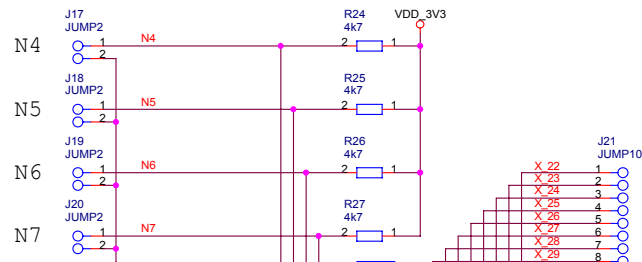 J17
JUMP2
N4
1
2
N4
R24
4k7
2
1
VDD_3V3
J18
JUMP2
N5
1
2
N5
R25
4k7
2
1
J19
JUMP2
N6
1
2
N6
R26
4k7
2
1
J20
JUMP2
N7
1
2
N7
R27
4k7
2
1
J21
JUMP10
X_22
1
X_23
2
X_24
3
X_25
4
X_26
5
X_27
6
X_28
7
X_29
8